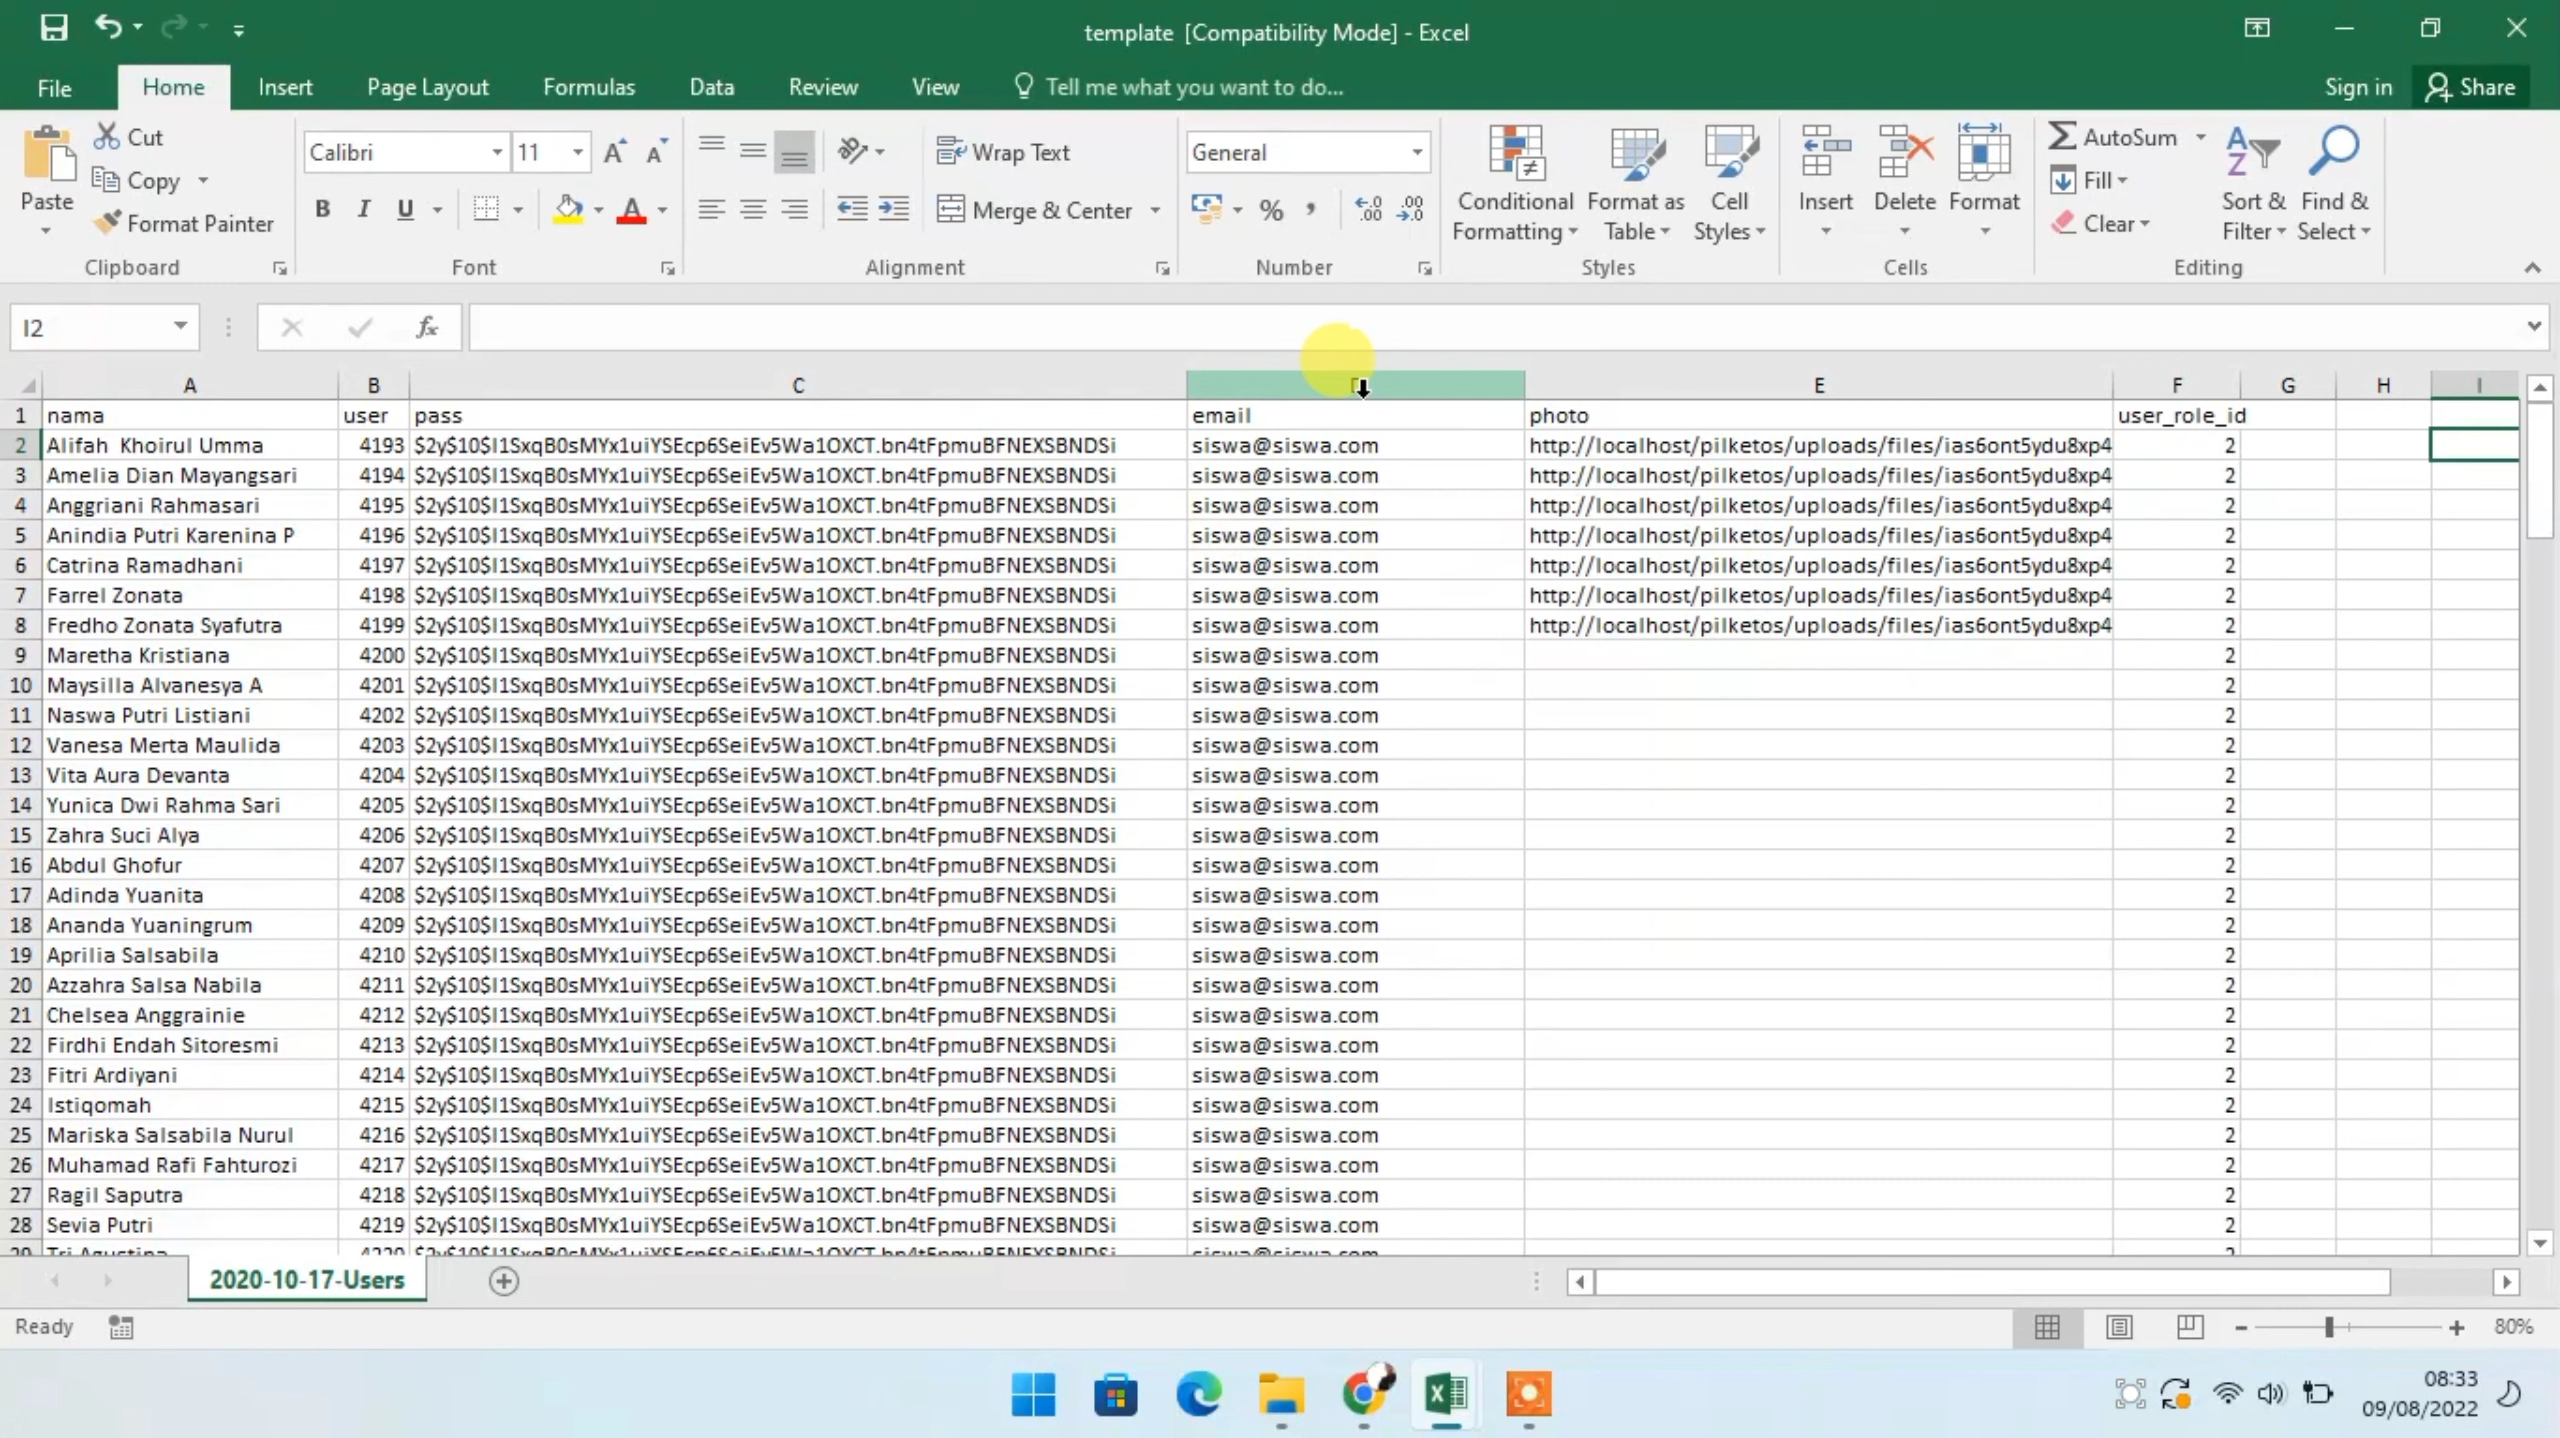 template [Compatibility Mode] - Excel
File Home Insert Page Layout Formulas Data Review View Tell me what you want to do... Sign in Share
Paste Cut Copy Format Painter Clipboard
Calibri 11 B I U Font
Wrap Text Merge & Center Alignment
General % Number
Conditional Formatting Format as Table Cell Styles Styles
Insert Delete Format Cells
AutoSum Fill Clear Sort & Filter Find & Select Editing
I2 fx
A B C E F G H I
1 nama user pass email photo user_role_id
2 Alifah Khoirul Umma 4193 $2y$10$I1SxqB0sMYx1uiYSEcp6SeiEv5Wa1OXCT.bn4tFpmuBFNEXSBNDSi siswa@siswa.com http://localhost/pilketos/uploads/files/ias6ont5ydu8xp4 2
3 Amelia Dian Mayangsari 4194 $2y$10$I1SxqB0sMYx1uiYSEcp6SeiEv5Wa1OXCT.bn4tFpmuBFNEXSBNDSi siswa@siswa.com http://localhost/pilketos/uploads/files/ias6ont5ydu8xp4 2
4 Anggriani Rahmasari 4195 $2y$10$I1SxqB0sMYx1uiYSEcp6SeiEv5Wa1OXCT.bn4tFpmuBFNEXSBNDSi siswa@siswa.com http://localhost/pilketos/uploads/files/ias6ont5ydu8xp4 2
5 Anindia Putri Karenina P 4196 $2y$10$I1SxqB0sMYx1uiYSEcp6SeiEv5Wa1OXCT.bn4tFpmuBFNEXSBNDSi siswa@siswa.com http://localhost/pilketos/uploads/files/ias6ont5ydu8xp4 2
6 Catrina Ramadhani 4197 $2y$10$I1SxqB0sMYx1uiYSEcp6SeiEv5Wa1OXCT.bn4tFpmuBFNEXSBNDSi siswa@siswa.com http://localhost/pilketos/uploads/files/ias6ont5ydu8xp4 2
7 Farrel Zonata 4198 $2y$10$I1SxqB0sMYx1uiYSEcp6SeiEv5Wa1OXCT.bn4tFpmuBFNEXSBNDSi siswa@siswa.com http://localhost/pilketos/uploads/files/ias6ont5ydu8xp4 2
8 Fredho Zonata Syafutra 4199 $2y$10$I1SxqB0sMYx1uiYSEcp6SeiEv5Wa1OXCT.bn4tFpmuBFNEXSBNDSi siswa@siswa.com http://localhost/pilketos/uploads/files/ias6ont5ydu8xp4 2
9 Maretha Kristiana 4200 $2y$10$I1SxqB0sMYx1uiYSEcp6SeiEv5Wa1OXCT.bn4tFpmuBFNEXSBNDSi siswa@siswa.com 2
10 Maysilla Alvanesya A 4201 $2y$10$I1SxqB0sMYx1uiYSEcp6SeiEv5Wa1OXCT.bn4tFpmuBFNEXSBNDSi siswa@siswa.com 2
11 Naswa Putri Listiani 4202 $2y$10$I1SxqB0sMYx1uiYSEcp6SeiEv5Wa1OXCT.bn4tFpmuBFNEXSBNDSi siswa@siswa.com 2
12 Vanesa Merta Maulida 4203 $2y$10$I1SxqB0sMYx1uiYSEcp6SeiEv5Wa1OXCT.bn4tFpmuBFNEXSBNDSi siswa@siswa.com 2
13 Vita Aura Devanta 4204 $2y$10$I1SxqB0sMYx1uiYSEcp6SeiEv5Wa1OXCT.bn4tFpmuBFNEXSBNDSi siswa@siswa.com 2
14 Yunica Dwi Rahma Sari 4205 $2y$10$I1SxqB0sMYx1uiYSEcp6SeiEv5Wa1OXCT.bn4tFpmuBFNEXSBNDSi siswa@siswa.com 2
15 Zahra Suci Alya 4206 $2y$10$I1SxqB0sMYx1uiYSEcp6SeiEv5Wa1OXCT.bn4tFpmuBFNEXSBNDSi siswa@siswa.com 2
16 Abdul Ghofur 4207 $2y$10$I1SxqB0sMYx1uiYSEcp6SeiEv5Wa1OXCT.bn4tFpmuBFNEXSBNDSi siswa@siswa.com 2
17 Adinda Yuanita 4208 $2y$10$I1SxqB0sMYx1uiYSEcp6SeiEv5Wa1OXCT.bn4tFpmuBFNEXSBNDSi siswa@siswa.com 2
18 Ananda Yuaningrum 4209 $2y$10$I1SxqB0sMYx1uiYSEcp6SeiEv5Wa1OXCT.bn4tFpmuBFNEXSBNDSi siswa@siswa.com 2
19 Aprilia Salsabila 4210 $2y$10$I1SxqB0sMYx1uiYSEcp6SeiEv5Wa1OXCT.bn4tFpmuBFNEXSBNDSi siswa@siswa.com 2
20 Azzahra Salsa Nabila 4211 $2y$10$I1SxqB0sMYx1uiYSEcp6SeiEv5Wa1OXCT.bn4tFpmuBFNEXSBNDSi siswa@siswa.com 2
21 Chelsea Anggrainie 4212 $2y$10$I1SxqB0sMYx1uiYSEcp6SeiEv5Wa1OXCT.bn4tFpmuBFNEXSBNDSi siswa@siswa.com 2
22 Firdhi Endah Sitoresmi 4213 $2y$10$I1SxqB0sMYx1uiYSEcp6SeiEv5Wa1OXCT.bn4tFpmuBFNEXSBNDSi siswa@siswa.com 2
23 Fitri Ardiyani 4214 $2y$10$I1SxqB0sMYx1uiYSEcp6SeiEv5Wa1OXCT.bn4tFpmuBFNEXSBNDSi siswa@siswa.com 2
24 Istiqomah 4215 $2y$10$I1SxqB0sMYx1uiYSEcp6SeiEv5Wa1OXCT.bn4tFpmuBFNEXSBNDSi siswa@siswa.com 2
25 Mariska Salsabila Nurul 4216 $2y$10$I1SxqB0sMYx1uiYSEcp6SeiEv5Wa1OXCT.bn4tFpmuBFNEXSBNDSi siswa@siswa.com 2
26 Muhamad Rafi Fahturozi 4217 $2y$10$I1SxqB0sMYx1uiYSEcp6SeiEv5Wa1OXCT.bn4tFpmuBFNEXSBNDSi siswa@siswa.com 2
27 Ragil Saputra 4218 $2y$10$I1SxqB0sMYx1uiYSEcp6SeiEv5Wa1OXCT.bn4tFpmuBFNEXSBNDSi siswa@siswa.com 2
28 Sevia Putri 4219 $2y$10$I1SxqB0sMYx1uiYSEcp6SeiEv5Wa1OXCT.bn4tFpmuBFNEXSBNDSi siswa@siswa.com 2
2020-10-17-Users
Ready 80%
08:33
09/08/2022